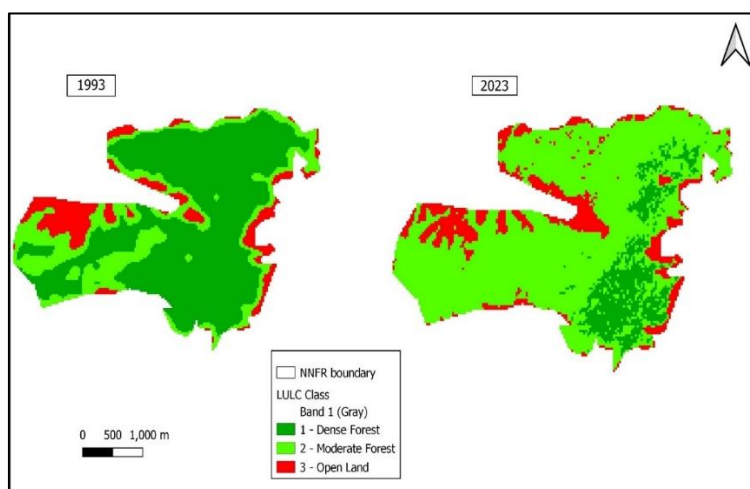 1993
2023
NNFR boundary
LULC Class
Band 1 (Gray)
1 - Dense Forest
2 - Moderate Forest
3 - Open Land
0 500 1,000 m